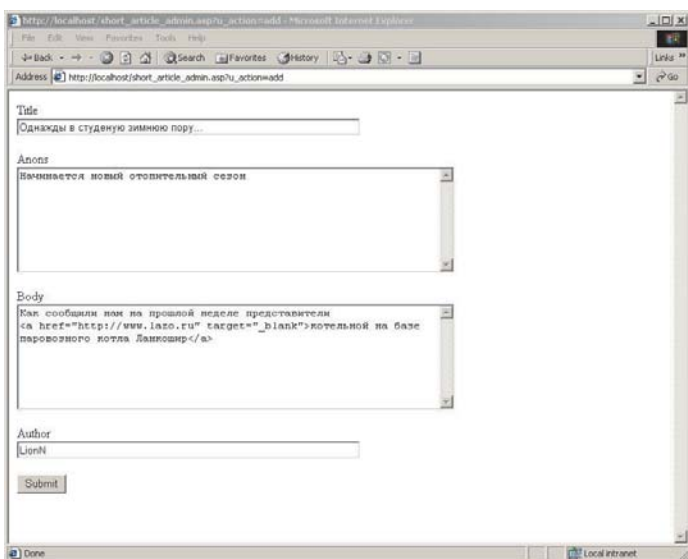 http://localhost/short_article_admin.asp?u_action=add - Microsoft Internet Explorer
File Edit View Favorites Tools Help
Back Search Favorites History
Links »
Address http://localhost/short_article_admin.asp?u_action=add Go
Title
Однажды в студеную зимнюю пору...
Anons
Начинается новый отопительный сезон
Body
Как сообщили нам на прошлой неделе представители
<a href="http://www.lazo.ru" target="_blank">котельной на базе
паровозного котла Ланкошир</a>
Author
LionN
Submit
Done
Local intranet